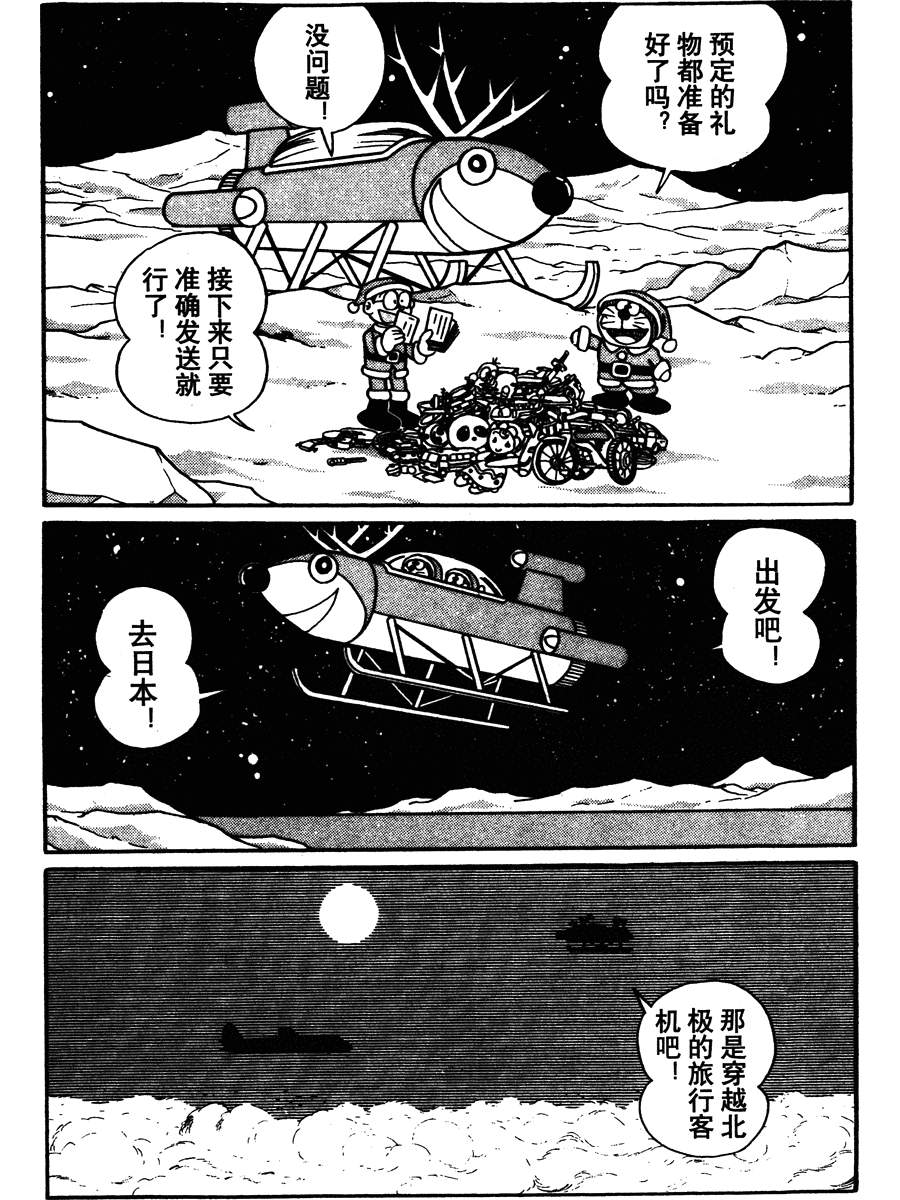 预定的礼
物都准备
好了吗？
没问题！
接下来只要
准确发送就
行了！
出发吧！
去日本！
那是穿越北
极的旅行客
机吧！